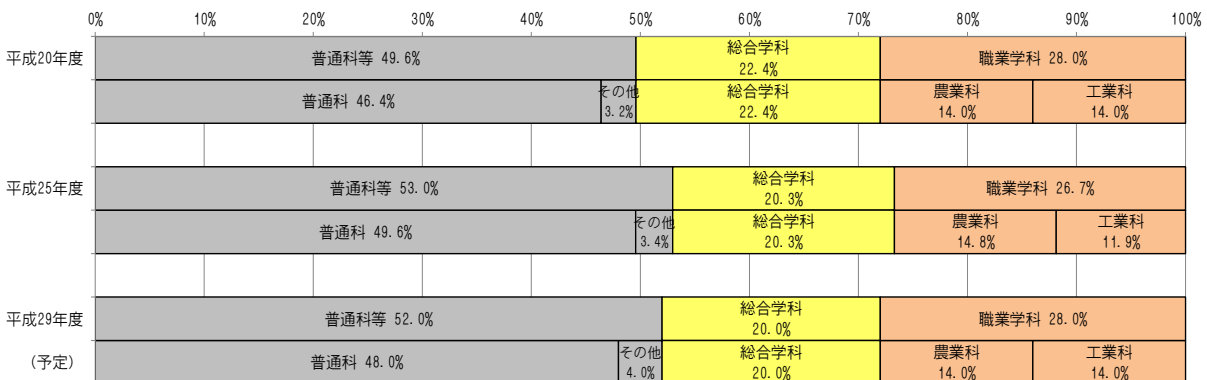 0% 10% 20% 30% 40% 50% 60% 70% 80% 90% 100%
平成20年度
普通科等 49.6%
総合学科
22.4%
職業学科 28.0%
普通科 46.4%
その他
3.2%
総合学科
22.4%
農業科
14.0%
工業科
14.0%
平成25年度
普通科等 53.0%
総合学科
20.3%
職業学科 26.7%
普通科 49.6%
その他
3.4%
総合学科
20.3%
農業科
14.8%
工業科
11.9%
平成29年度
(予定)
普通科等 52.0%
総合学科
20.0%
職業学科 28.0%
普通科 48.0%
その他
4.0%
総合学科
20.0%
農業科
14.0%
工業科
14.0%